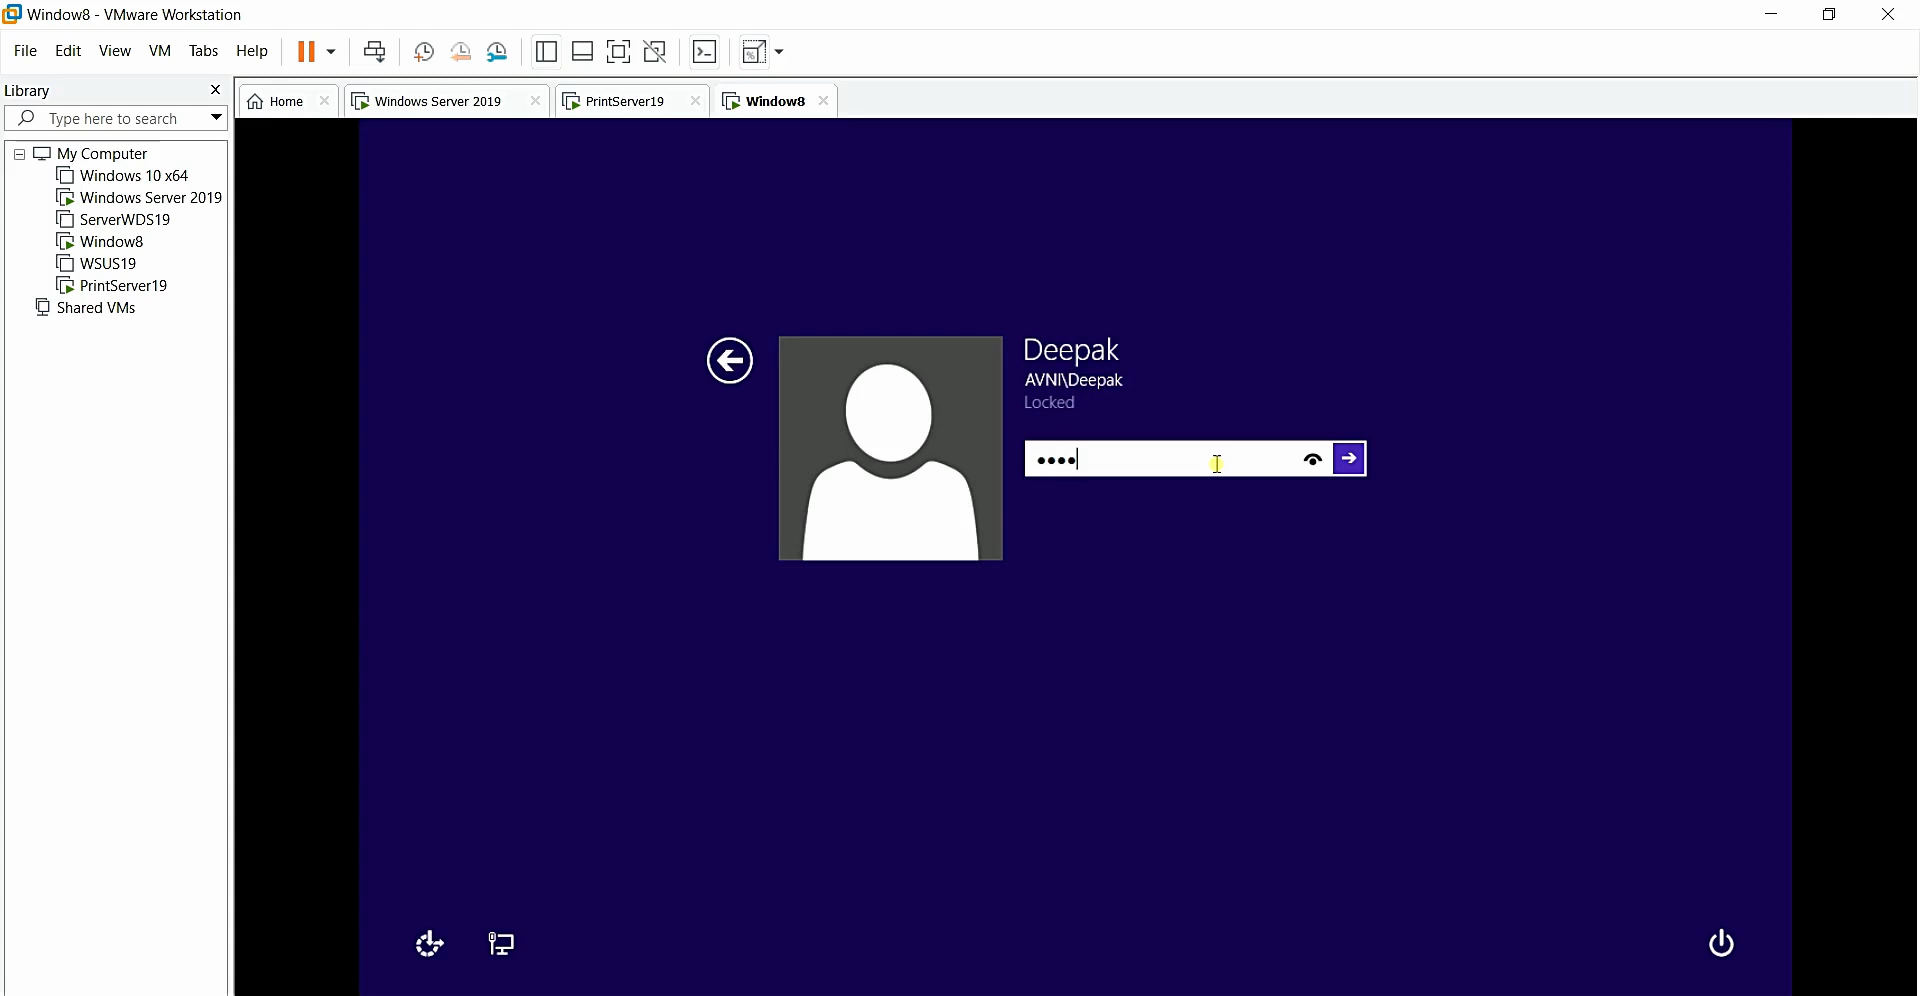 Window8 - VMware Workstation
File Edit View VM Tabs Help
Library
Type here to search
Home
Windows Server 2019
PrintServer19
Window8
My Computer
Windows 10 x64
Windows Server 2019
ServerWDS19
Window8
WSUS19
PrintServer19
Shared VMs
Deepak
AVNI\Deepak
Locked